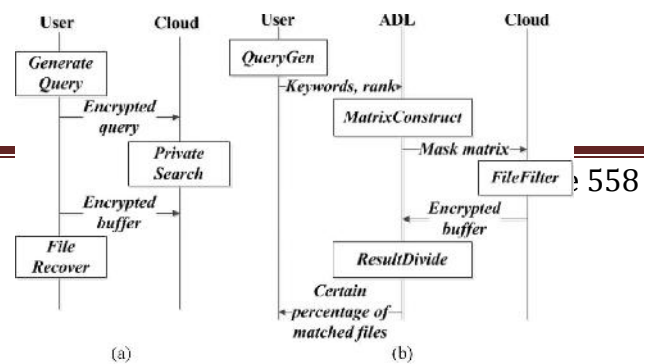 User
Cloud
Generate
Query
Encrypted
query
Private
Search
Encrypted
buffer
File
Recover
(a)
User
ADL
Cloud
QueryGen
Keywords, rank
MatrixConstruct
Mask matrix
FileFilter
558
Encrypted
buffer
ResultDivide
Certain
percentage of
matched files
(b)